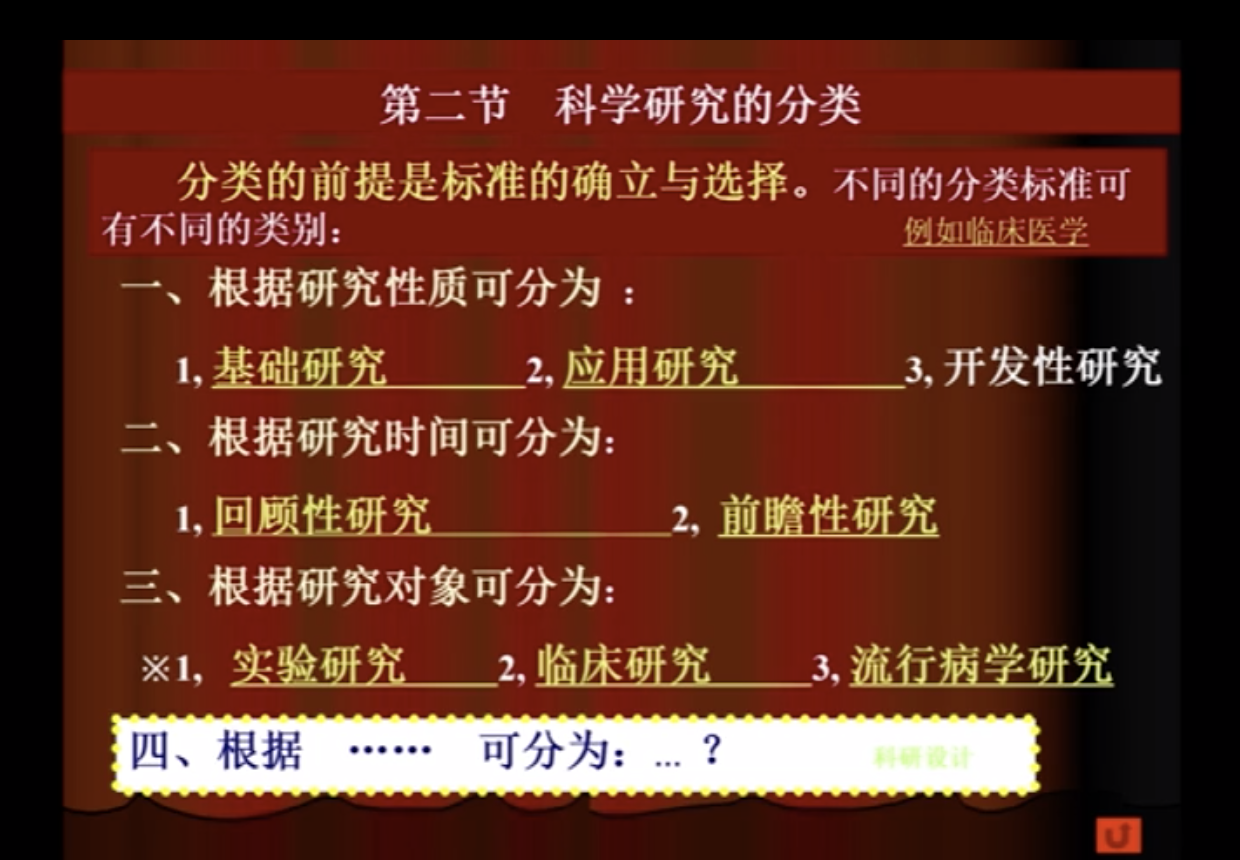 第二节　科学研究的分类
分类的前提是标准的确立与选择。不同的分类标准可
有不同的类别：　例如临床医学
一、根据研究性质可分为 ：
1, 基础研究　2, 应用研究　3, 开发性研究
二、根据研究时间可分为：
1, 回顾性研究　2, 前瞻性研究
三、根据研究对象可分为：
※1, 实验研究　2, 临床研究　3, 流行病学研究
四、根据　……　可分为：... ？　科研设计